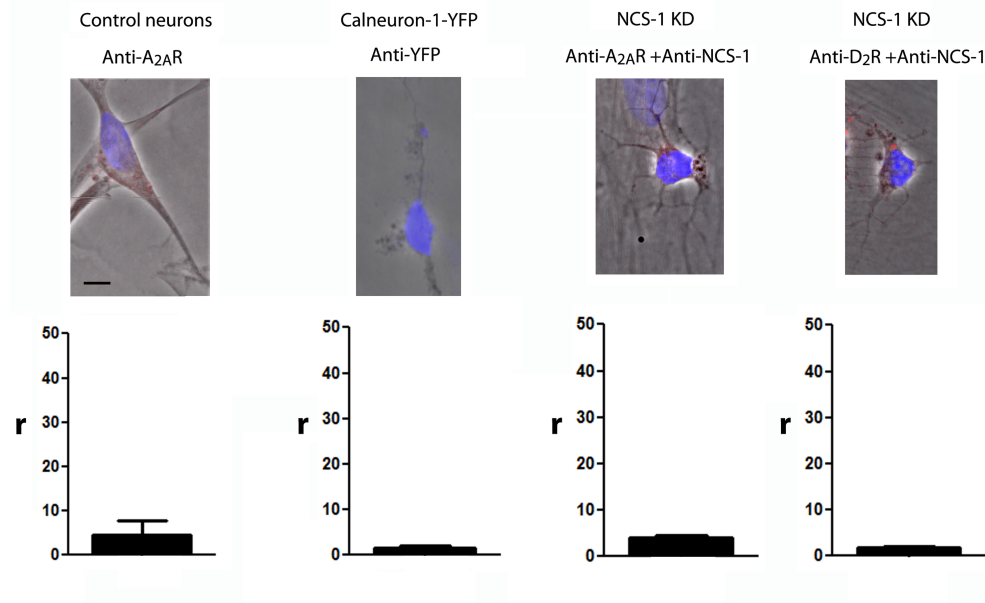 Control neurons
Anti-A2AR
Calneuron-1-YFP
Anti-YFP
NCS-1 KD
Anti-A2AR +Anti-NCS-1
NCS-1 KD
Anti-D2R +Anti-NCS-1
50
40
30
20
10
0
r
50
40
30
20
10
0
r
50
40
30
20
10
0
r
50
40
30
20
10
0
r